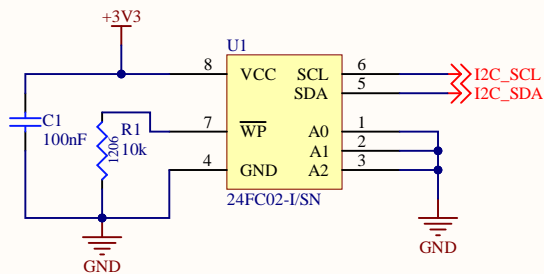 +3V3
U1
8 VCC SCL 6 I2C_SCL
SDA 5 I2C_SDA
C1
100nF
R1
10k
1206
7 WP A0 1
A1 2
4 GND A2 3
24FC02-I/SN
GND
GND